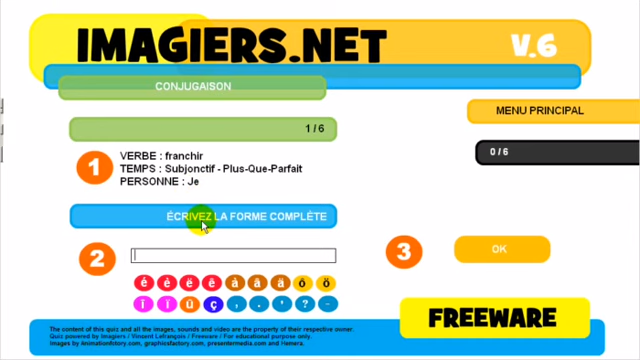 IMAGIERS.NET
V.6
CONJUGAISON
MENU PRINCIPAL
1 / 6
0 / 6
1
VERBE : franchir
TEMPS : Subjonctif - Plus-Que-Parfait
PERSONNE : Je
ÉCRIVEZ LA FORME COMPLÈTE
2
3
OK
é è ë
à â ä ô ö
ï û ç , . ' ? -
FREEWARE
The content of this quiz and all the images, sounds and video are the property of their respective owner.
Quiz powered by Imagiers / Vincent Lefrançois / Freeware / For educational purpose only.
Images by Animationfstory.com, graphicsfactory.com, presentermedia.com and Hemera.